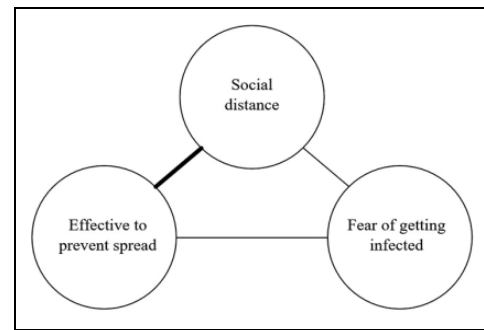 Social
distance
Effective to
prevent spread
Fear of getting
infected